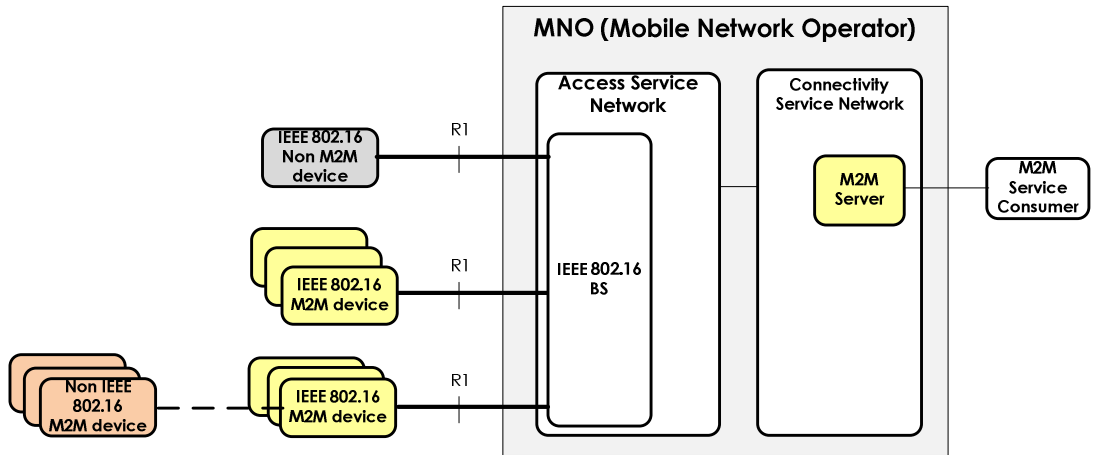 MNO (Mobile Network Operator)
Access Service
Network
Connectivity
Service Network
R1
IEEE 802.16
Non M2M
device
M2M
Server
M2M
Service
Consumer
R1
IEEE 802.16
M2M device
IEEE 802.16
BS
R1
Non IEEE
802.16
M2M device
IEEE 802.16
M2M device